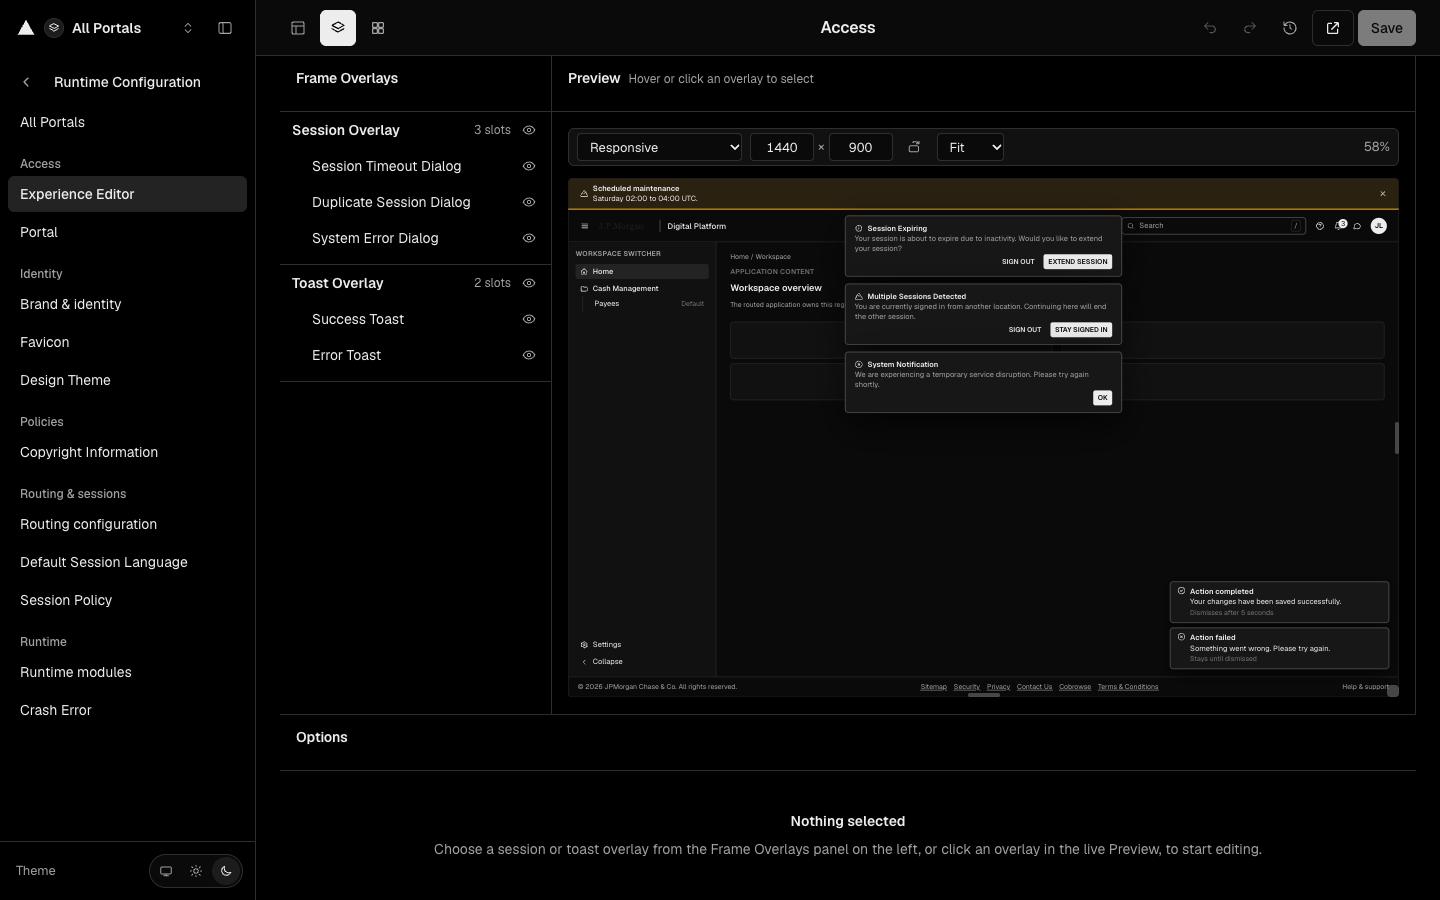 All Portals
Access
Save
Runtime Configuration
All Portals
Access
Experience Editor
Portal
Identity
Brand & identity
Favicon
Design Theme
Policies
Copyright Information
Routing & sessions
Routing configuration
Default Session Language
Session Policy
Runtime
Runtime modules
Crash Error
Theme
Frame Overlays
Session Overlay 3 slots
Session Timeout Dialog
Duplicate Session Dialog
System Error Dialog
Toast Overlay 2 slots
Success Toast
Error Toast
Preview Hover or click an overlay to select
Responsive 1440 × 900 Fit 58%
Scheduled maintenance
Saturday 02:00 to 04:00 UTC.
J.P.Morgan Digital Platform
Search /
3
JL
WORKSPACE SWITCHER
Home
Cash Management
Payees Default
Settings
Collapse
Home / Workspace
APPLICATION CONTENT
Workspace overview
The routed application owns this reg
Session Expiring
Your session is about to expire due to inactivity. Would you like to extend
your session?
SIGN OUT EXTEND SESSION
Multiple Sessions Detected
You are currently signed in from another location. Continuing here will end
the other session.
SIGN OUT STAY SIGNED IN
System Notification
We are experiencing a temporary service disruption. Please try again
shortly.
OK
Action completed
Your changes have been saved successfully.
Dismisses after 5 seconds
Action failed
Something went wrong. Please try again.
Stays until dismissed
© 2026 JPMorgan Chase & Co. All rights reserved.
Sitemap Security Privacy Contact Us Cobrowse Terms & Conditions
Help & support
Options
Nothing selected
Choose a session or toast overlay from the Frame Overlays panel on the left, or click an overlay in the live Preview, to start editing.